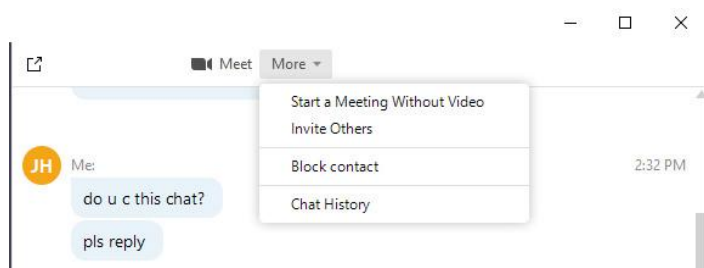 Meet More
Start a Meeting Without Video
Invite Others
Block contact
Chat History
JH Me: 2:32 PM
do u c this chat?
pls reply